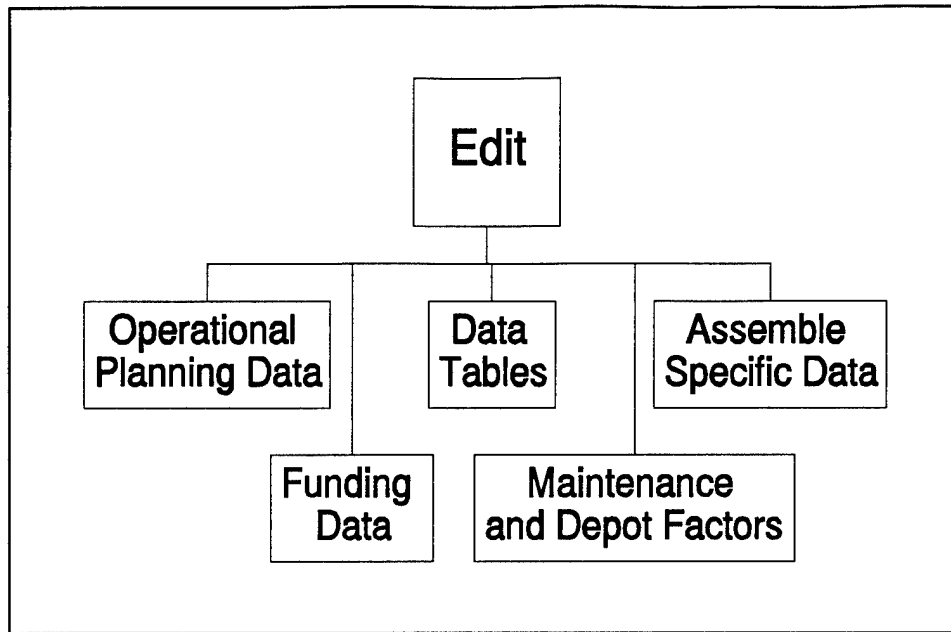 Edit
Operational
Planning Data
Data
Tables
Assemble
Specific Data
Funding
Data
Maintenance
and Depot Factors